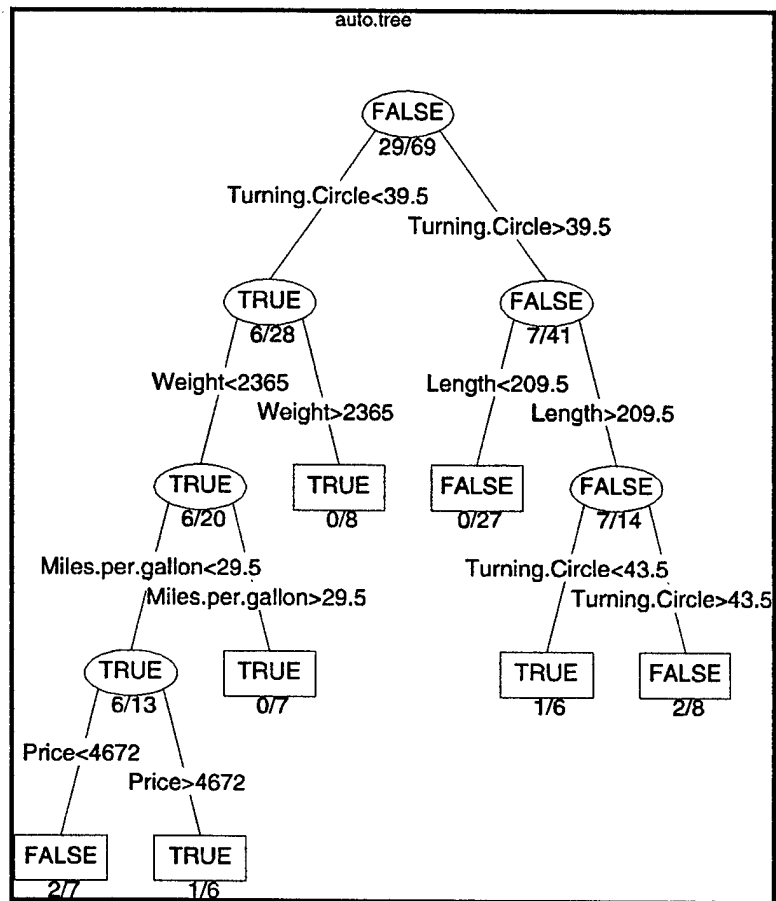 auto.tree
FALSE
29/69
Turning.Circle<39.5
Turning.Circle>39.5
TRUE
6/28
FALSE
7/41
Weight<2365
Weight>2365
Length<209.5
Length>209.5
TRUE
6/20
TRUE
0/8
FALSE
0/27
FALSE
7/14
Miles.per.gallon<29.5
Miles.per.gallon>29.5
Turning.Circle<43.5
Turning.Circle>43.5
TRUE
6/13
TRUE
0/7
TRUE
1/6
FALSE
2/8
Price<4672
Price>4672
FALSE
2/7
TRUE
1/6